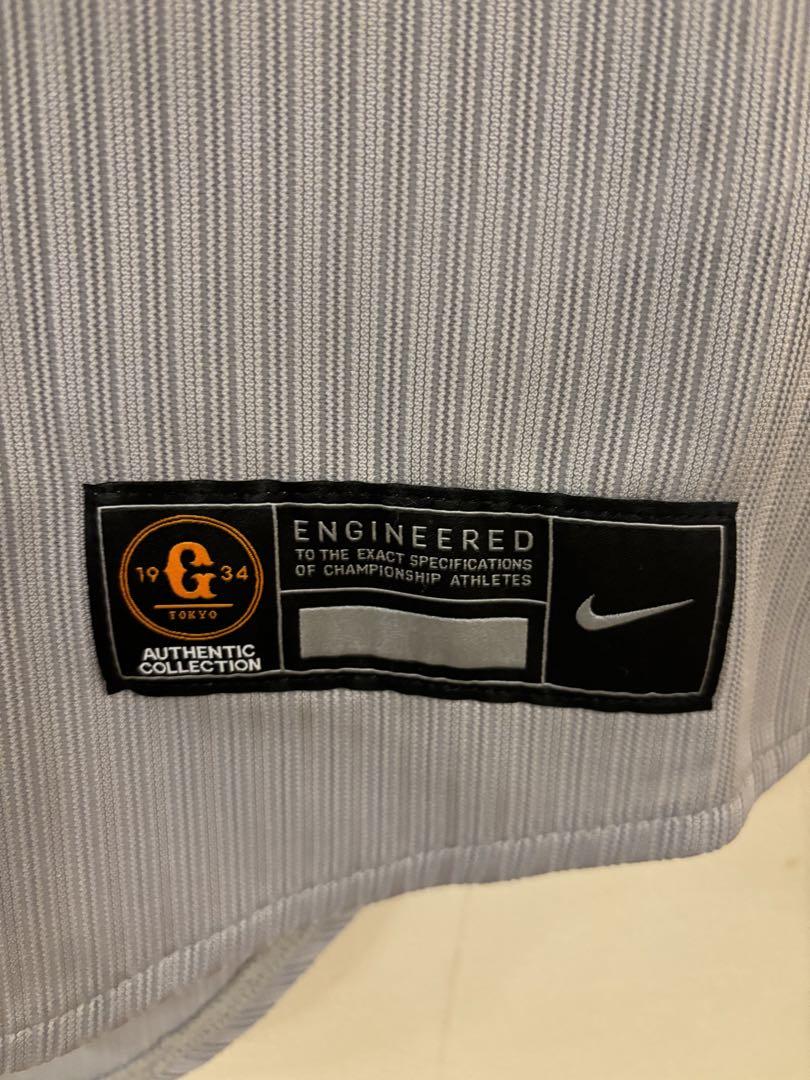 19 G 34
TOKYO
AUTHENTIC
COLLECTION
ENGINEERED
TO THE EXACT SPECIFICATIONS
OF CHAMPIONSHIP ATHLETES